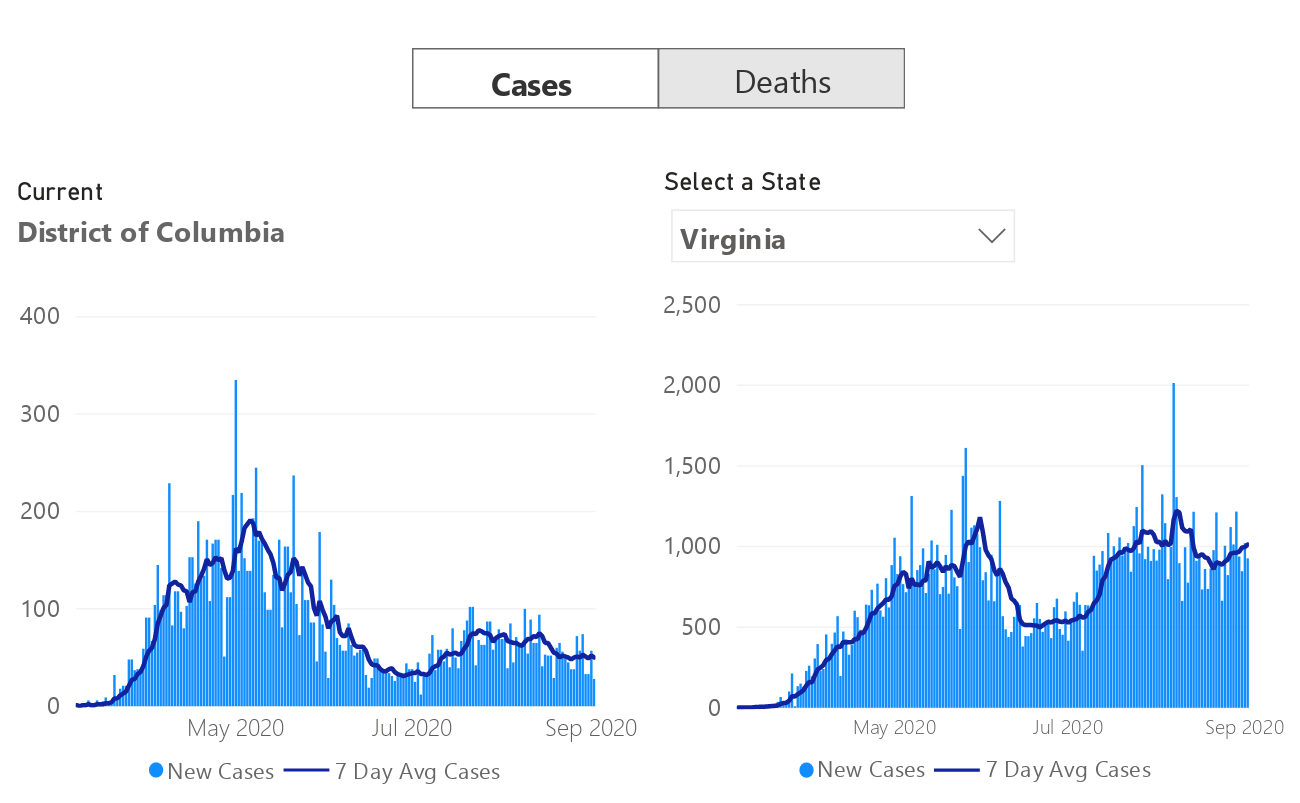 Cases
Deaths
Current
District of Columbia
Select a State
Virginia
400
300
200
100
0
May 2020
Jul 2020
Sep 2020
New Cases
7 Day Avg Cases
2,500
2,000
1,500
1,000
500
0
May 2020
Jul 2020
Sep 2020
New Cases
7 Day Avg Cases